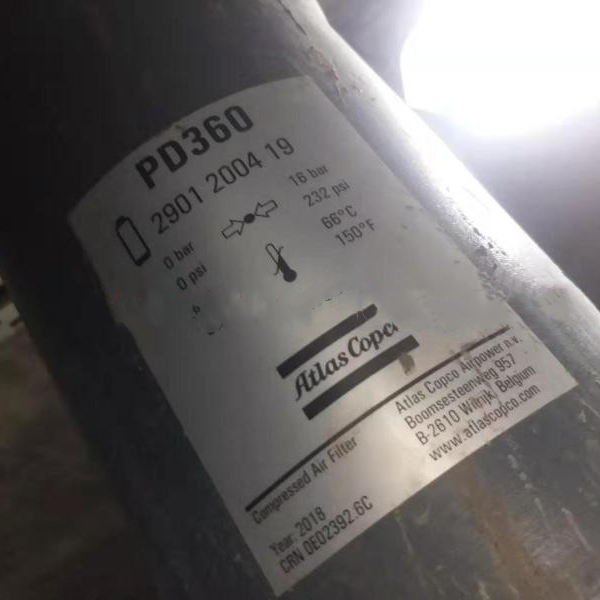 PD360
2901 2004 19
0 bar
16 bar
0 psi
232 psi
66°C
150°F
Atlas Copco
Compressed Air Filter
Atlas Copco Airpower n.v.
Boomsesteenweg 957
B-2610 Wilrijk, Belgium
www.atlascopco.com
Year: 2018
CRN 0E02392.6C